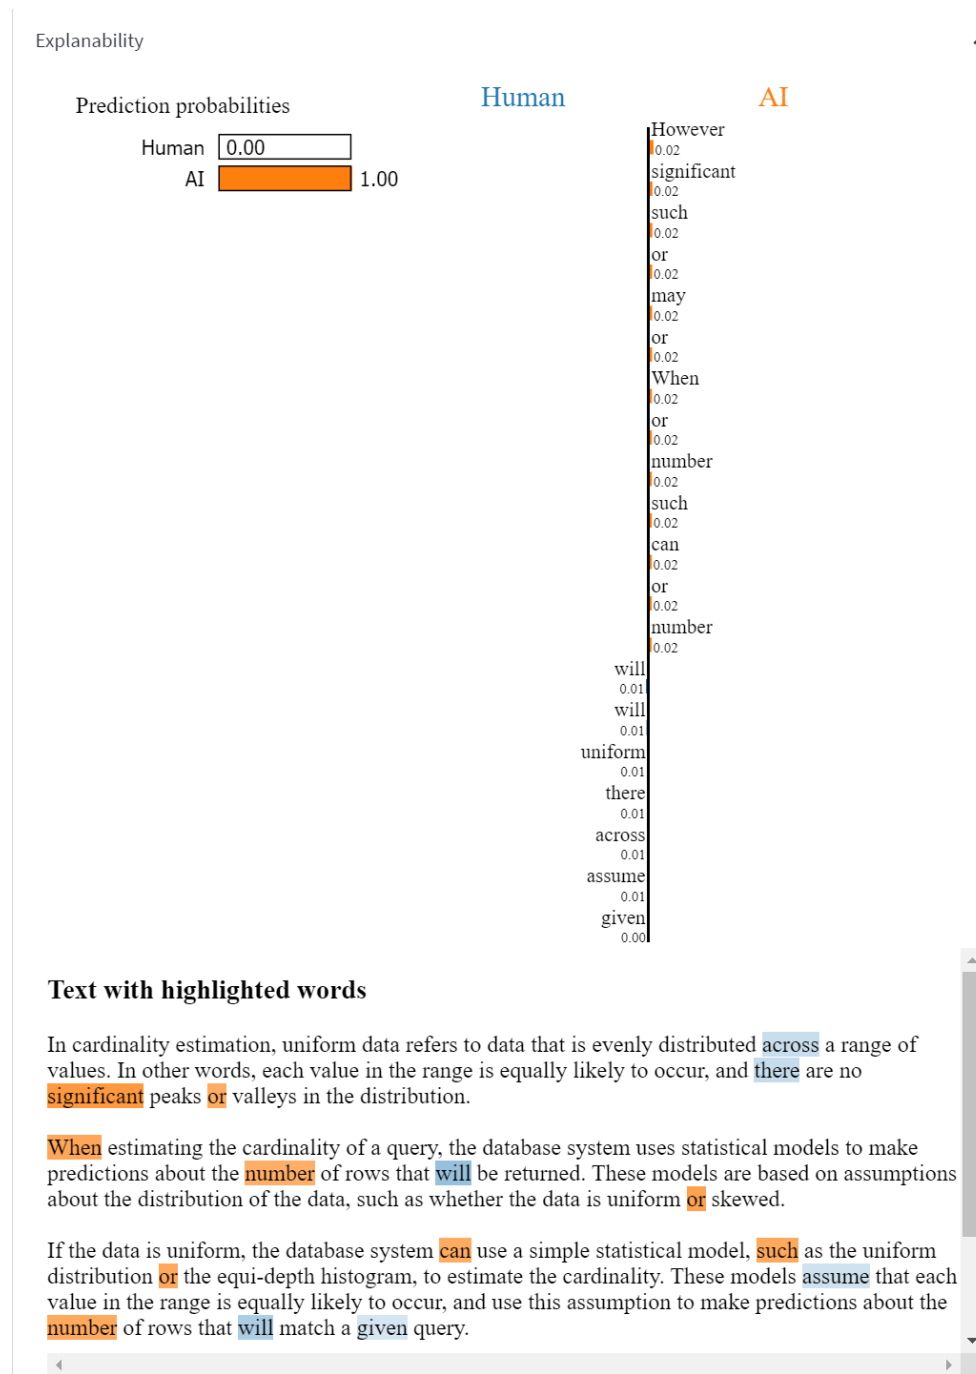 Explanability
Prediction probabilities
Human 0.00
AI 1.00
Human AI
However
0.02
significant
0.02
such
0.02
or
0.02
may
0.02
or
0.02
When
0.02
or
0.02
number
0.02
such
0.02
can
0.02
or
0.02
number
0.02
will
0.01
will
0.01
uniform
0.01
there
0.01
across
0.01
assume
0.01
given
0.00
Text with highlighted words
In cardinality estimation, uniform data refers to data that is evenly distributed across a range of
values. In other words, each value in the range is equally likely to occur, and there are no
significant peaks or valleys in the distribution.
When estimating the cardinality of a query, the database system uses statistical models to make
predictions about the number of rows that will be returned. These models are based on assumptions
about the distribution of the data, such as whether the data is uniform or skewed.
If the data is uniform, the database system can use a simple statistical model, such as the uniform
distribution or the equi-depth histogram, to estimate the cardinality. These models assume that each
value in the range is equally likely to occur, and use this assumption to make predictions about the
number of rows that will match a given query.